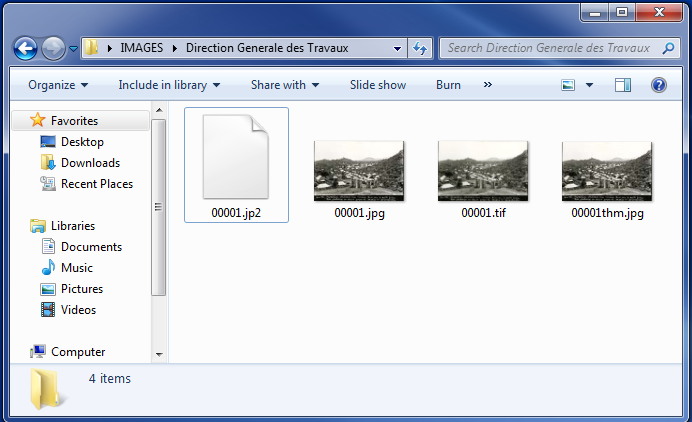 IMAGES Direction Generale des Travaux
Search Direction Generale des Travaux
Organize Include in library Share with Slide show Burn »
Favorites
Desktop
Downloads
Recent Places
Libraries
Documents
Music
Pictures
Videos
Computer
00001.jp2
00001.jpg
00001.tif
00001thm.jpg
4 items